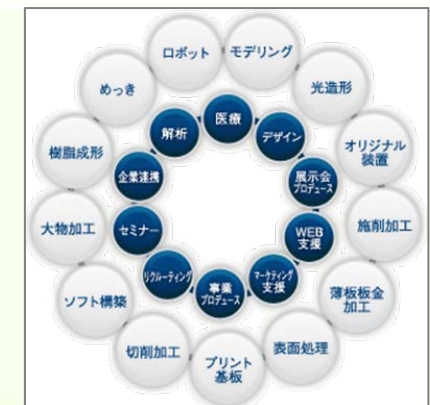 ロボット
モデリング
光造形
オリジナル
装置
施削加工
薄板板金
加工
表面処理
プリント
基板
切削加工
ソフト構築
大物加工
樹脂成形
めっき
医療
デザイン
展示会
プロデュース
WEB
支援
マーケティング
支援
事業
プロデュース
リクルーティング
セミナー
企業連携
解析